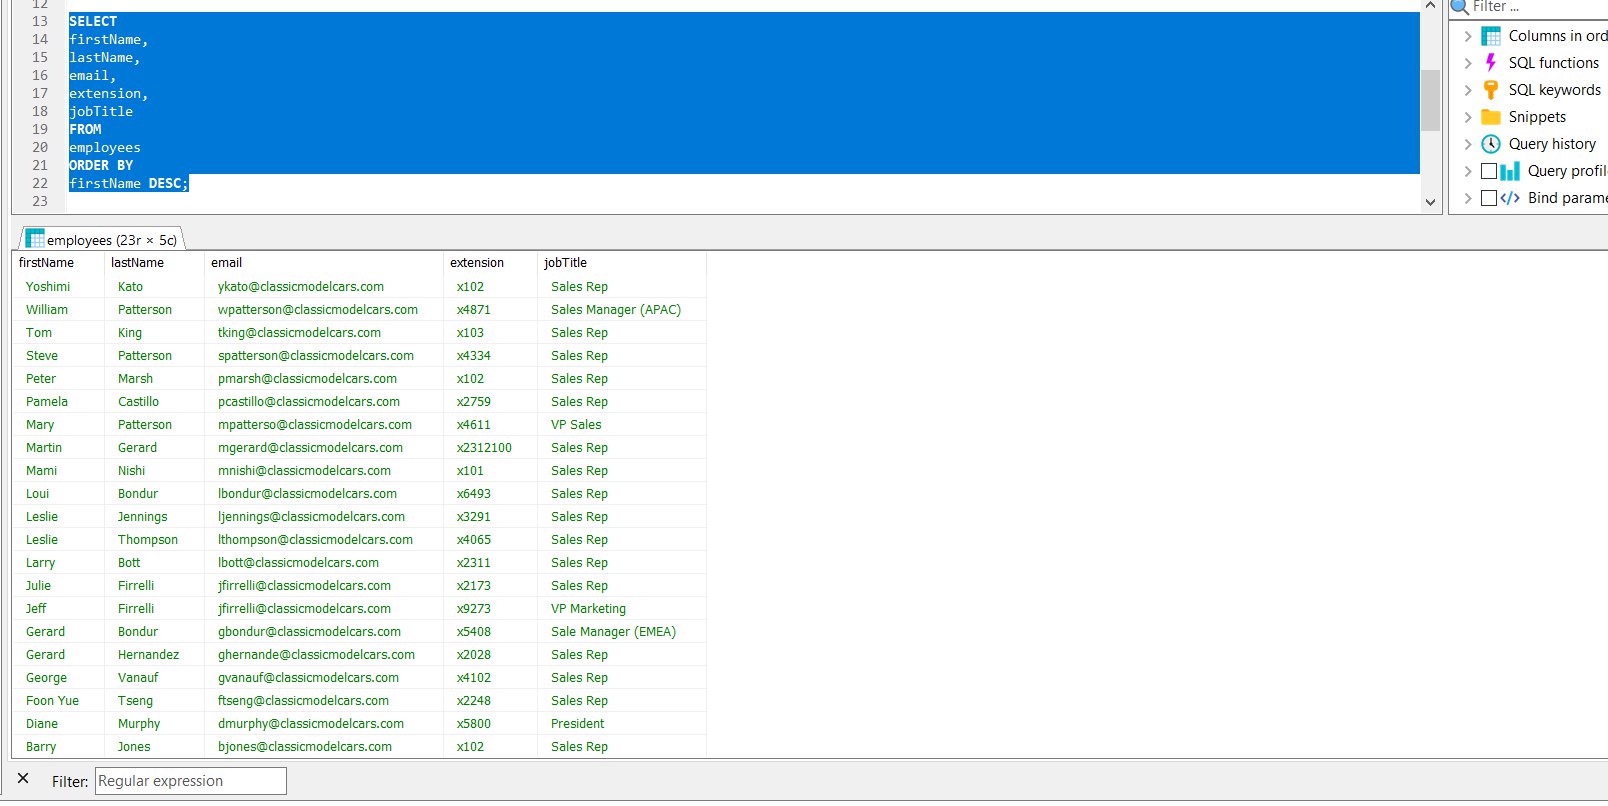 12
13 SELECT
14 firstName,
15 lastName,
16 email,
17 extension,
18 jobTitle
19 FROM
20 employees
21 ORDER BY
22 firstName DESC;
23
Filter ...
Columns in ord
SQL functions
SQL keywords
Snippets
Query history
Query profil
Bind parame
employees (23r × 5c)
firstName lastName email extension jobTitle
Yoshimi Kato ykato@classicmodelcars.com x102 Sales Rep
William Patterson wpatterson@classicmodelcars.com x4871 Sales Manager (APAC)
Tom King tking@classicmodelcars.com x103 Sales Rep
Steve Patterson spatterson@classicmodelcars.com x4334 Sales Rep
Peter Marsh pmarsh@classicmodelcars.com x102 Sales Rep
Pamela Castillo pcastillo@classicmodelcars.com x2759 Sales Rep
Mary Patterson mpatterso@classicmodelcars.com x4611 VP Sales
Martin Gerard mgerard@classicmodelcars.com x2312100 Sales Rep
Mami Nishi mnishi@classicmodelcars.com x101 Sales Rep
Loui Bondur lbondur@classicmodelcars.com x6493 Sales Rep
Leslie Jennings ljennings@classicmodelcars.com x3291 Sales Rep
Leslie Thompson lthompson@classicmodelcars.com x4065 Sales Rep
Larry Bott lbott@classicmodelcars.com x2311 Sales Rep
Julie Firrelli jfirrelli@classicmodelcars.com x2173 Sales Rep
Jeff Firrelli jfirrelli@classicmodelcars.com x9273 VP Marketing
Gerard Bondur gbondur@classicmodelcars.com x5408 Sale Manager (EMEA)
Gerard Hernandez ghernande@classicmodelcars.com x2028 Sales Rep
George Vanauf gvanauf@classicmodelcars.com x4102 Sales Rep
Foon Yue Tseng ftseng@classicmodelcars.com x2248 Sales Rep
Diane Murphy dmurphy@classicmodelcars.com x5800 President
Barry Jones bjones@classicmodelcars.com x102 Sales Rep
Filter: Regular expression